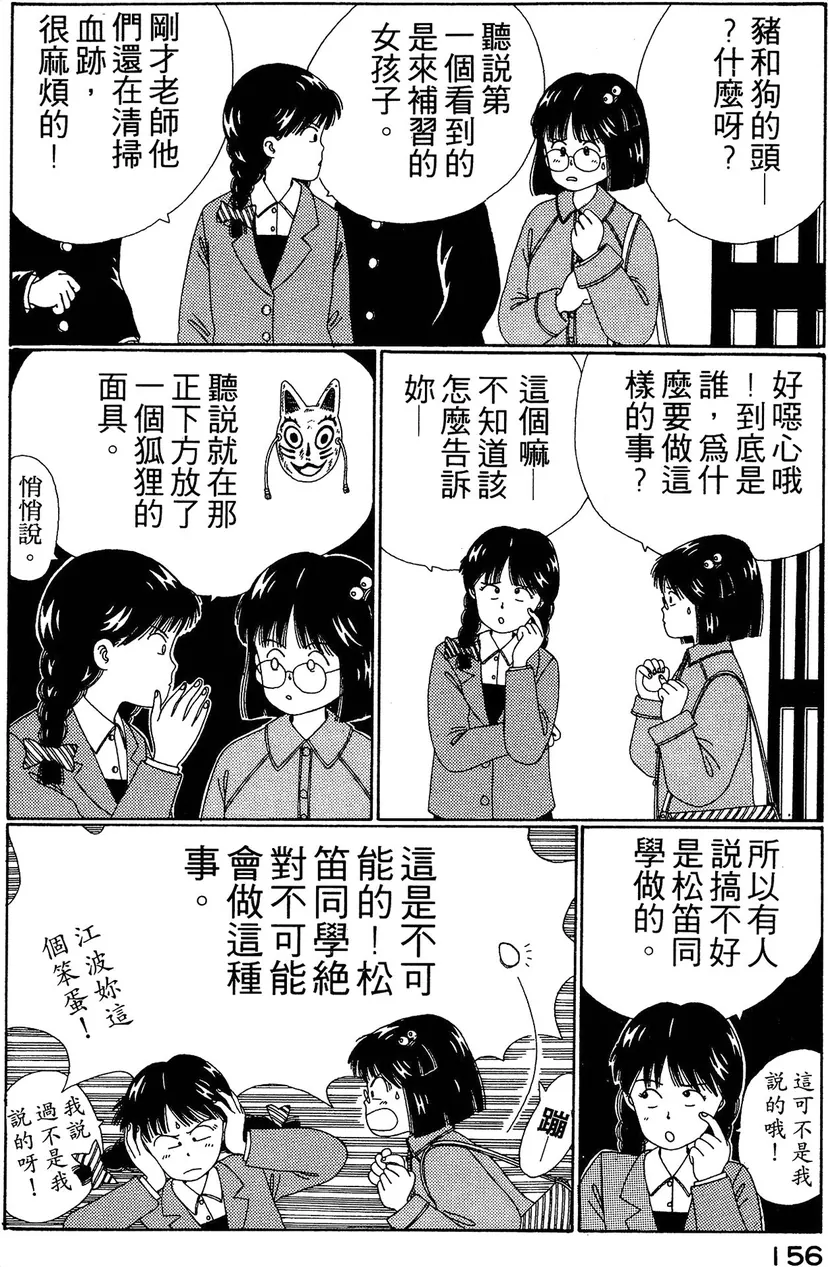 豬和狗的頭—
?什麼呀?
聽說第
一個看到的
是來補習的
女孩子。
剛才老師他
們還在清掃
血跡，
很麻煩的！
好噁心哦
！到底是
誰，爲什
麼要做這
樣的事?
這個嘛—
不知道該
怎麼告訴
妳—
聽說就在那
正下方放了
一個狐狸的
面具。
悄悄說。
所以有人
說搞不好
是松笛同
學做的。
這可不是我
說的哦！
這是不可
能的！松
笛同學絕
對不可能
會做這種
事。
蹦—
江波妳這
個笨蛋！
我說
過不是我
說的呀！
156